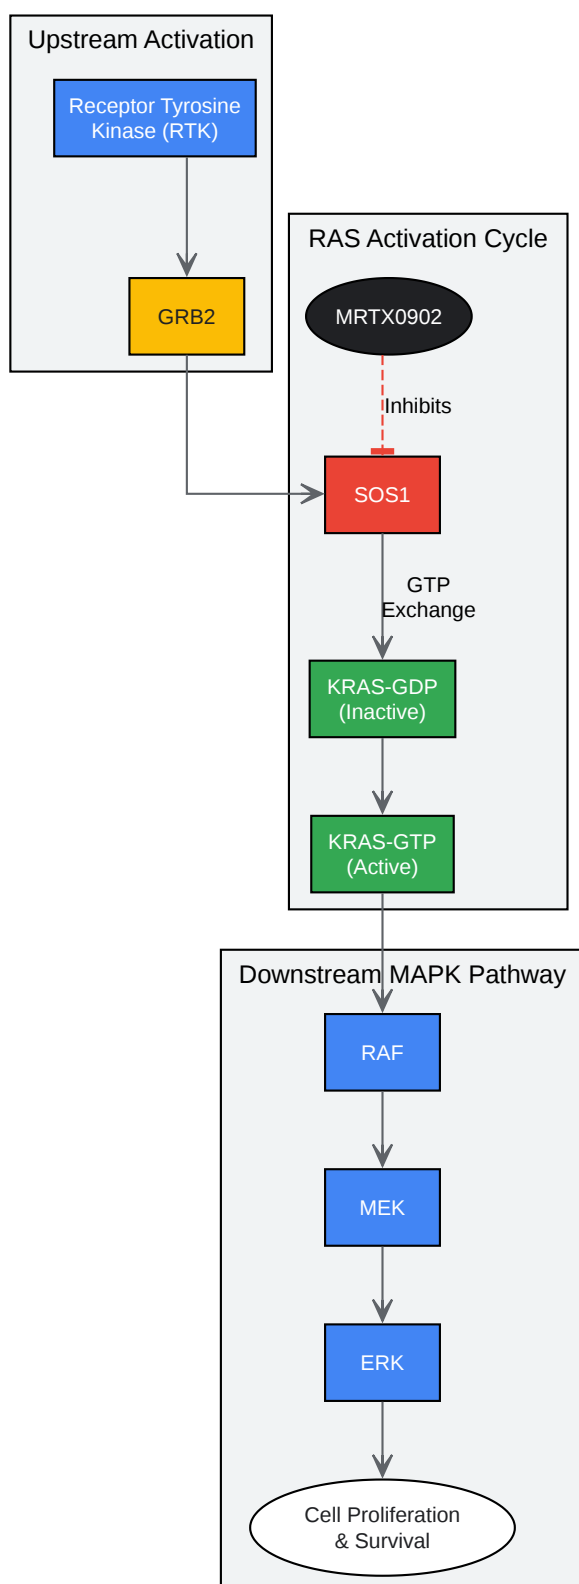 Upstream Activation
Receptor Tyrosine
Kinase (RTK)
GRB2
RAS Activation Cycle
MRTX0902
Inhibits
SOS1
GTP
Exchange
KRAS-GDP
(Inactive)
KRAS-GTP
(Active)
Downstream MAPK Pathway
RAF
MEK
ERK
Cell Proliferation
& Survival